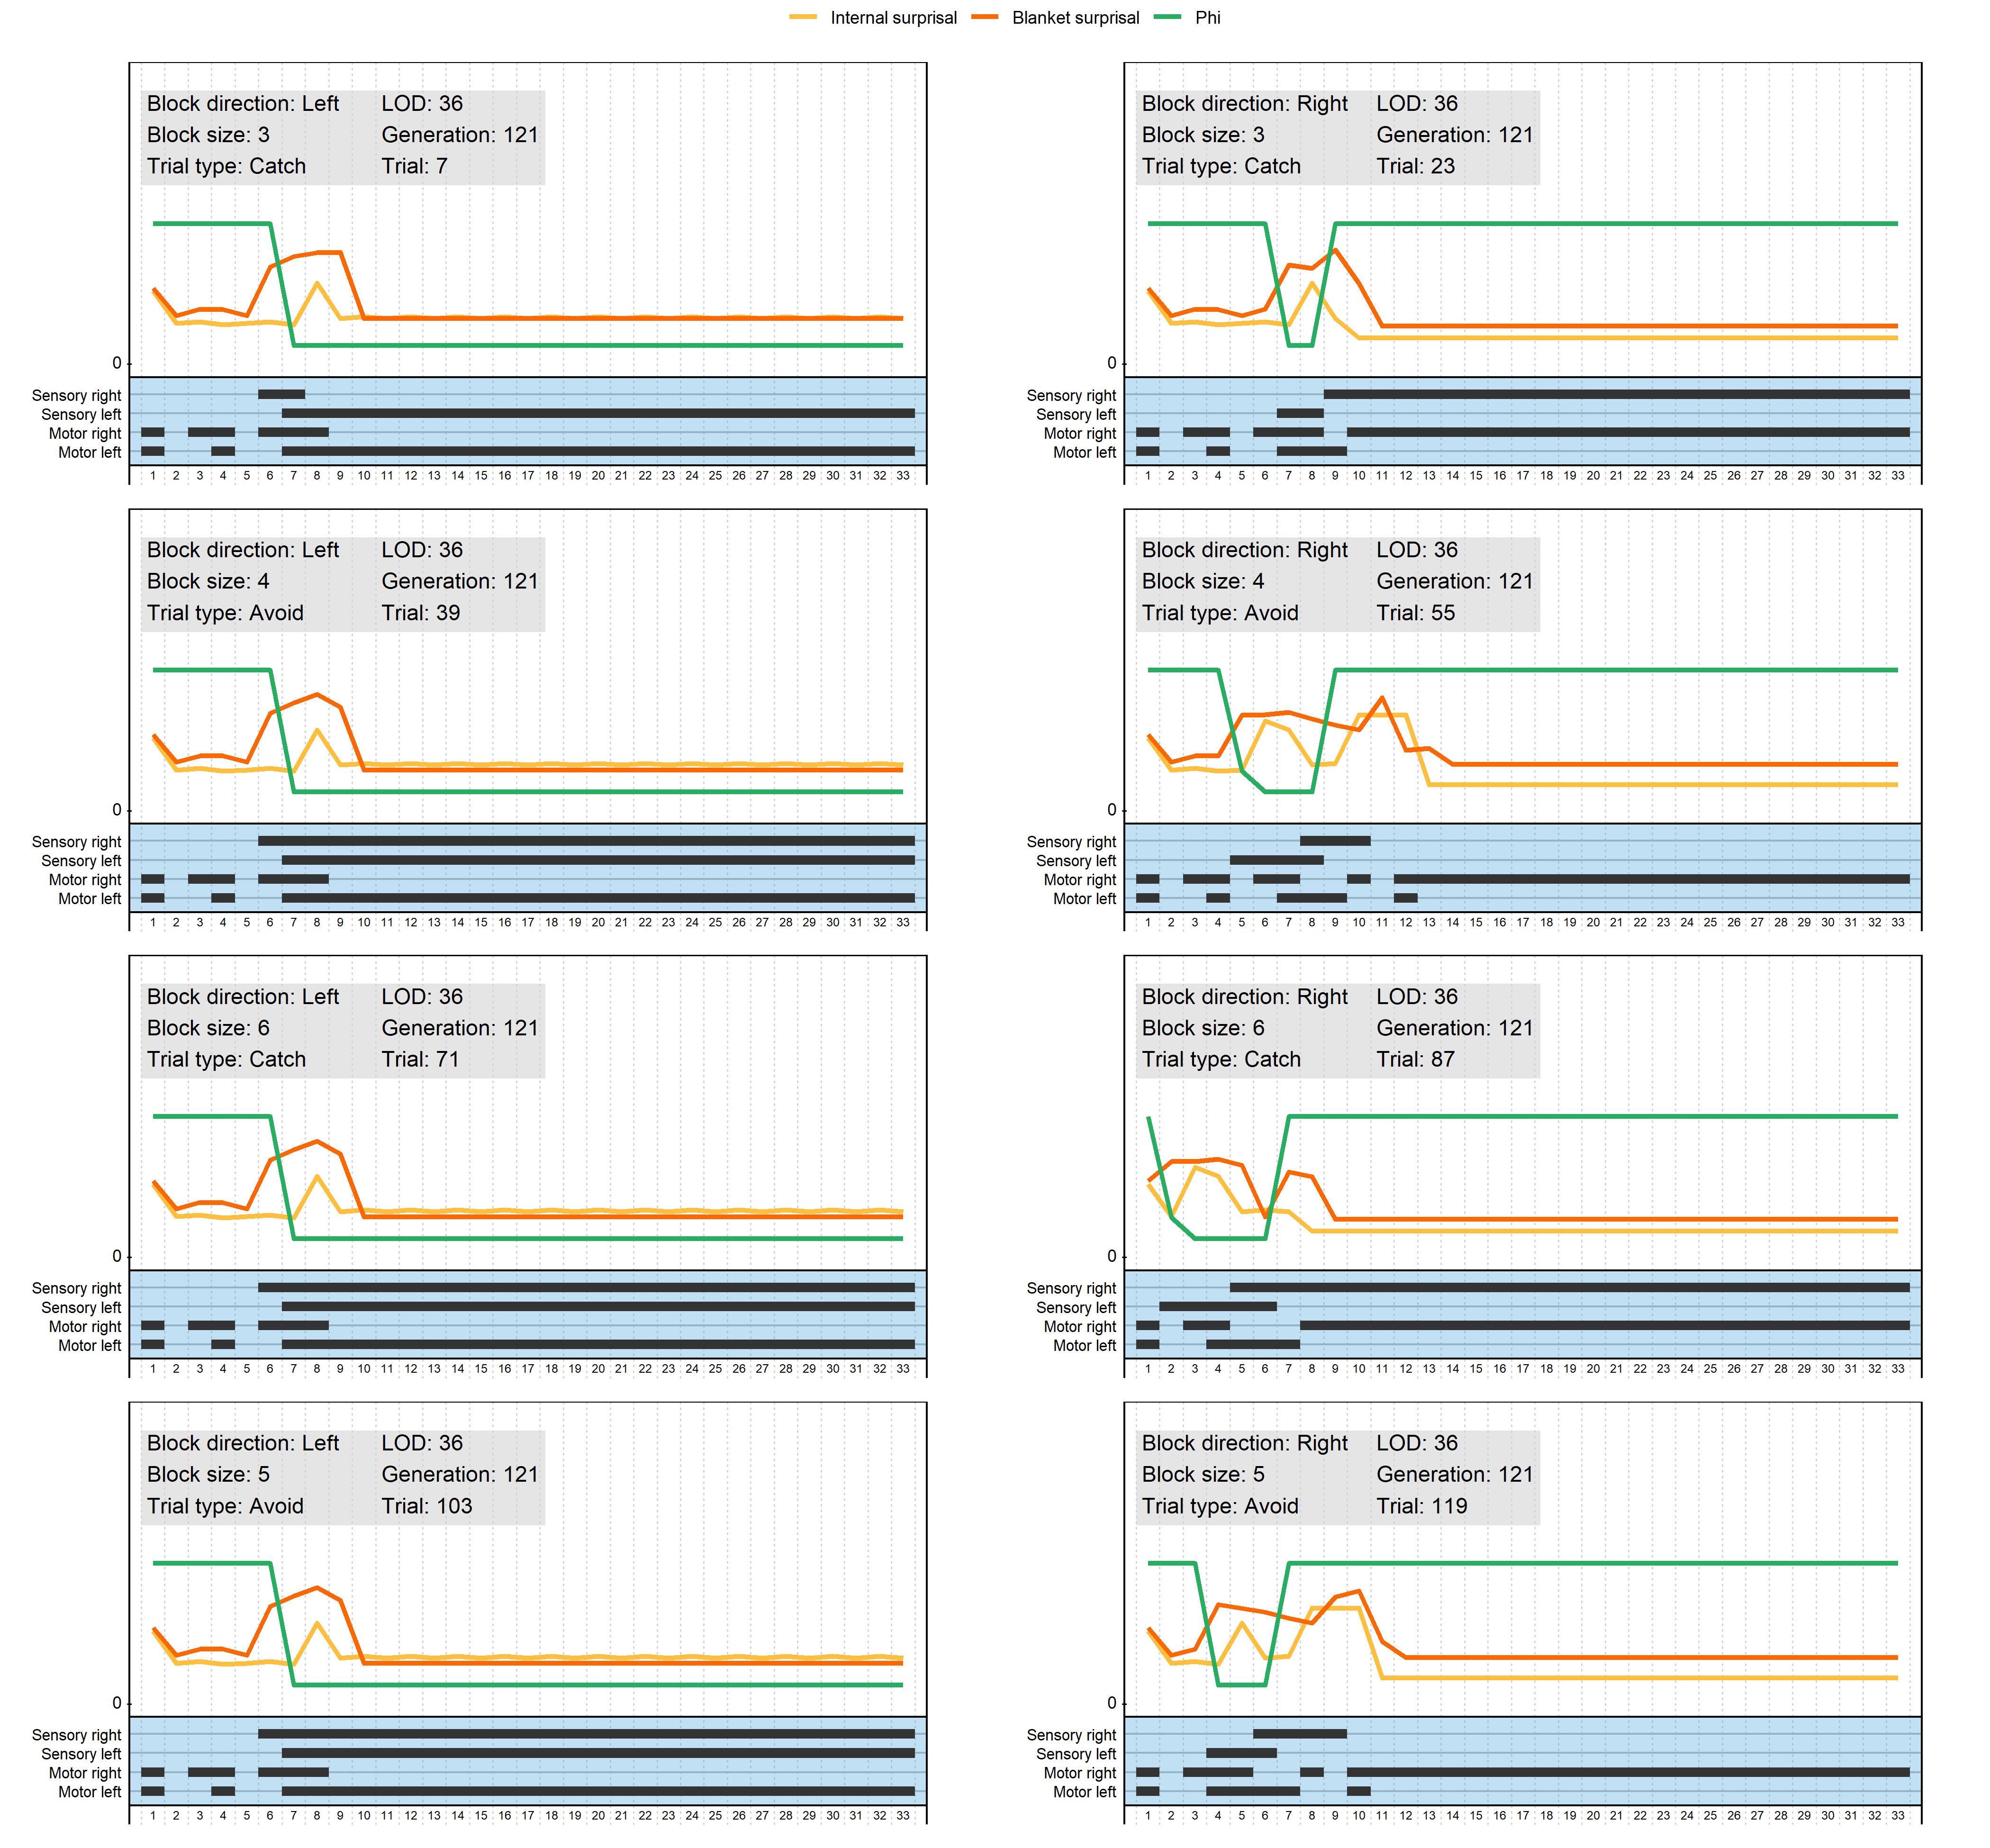 Internal surprisal Blanket surprisal Phi
Block direction: Left LOD: 36
Block size: 3 Generation: 121
Trial type: Catch Trial: 7
0
Sensory right
Sensory left
Motor right
Motor left
1 2 3 4 5 6 7 8 9 10 11 12 13 14 15 16 17 18 19 20 21 22 23 24 25 26 27 28 29 30 31 32 33
Block direction: Right LOD: 36
Block size: 3 Generation: 121
Trial type: Catch Trial: 23
0
Sensory right
Sensory left
Motor right
Motor left
1 2 3 4 5 6 7 8 9 10 11 12 13 14 15 16 17 18 19 20 21 22 23 24 25 26 27 28 29 30 31 32 33
Block direction: Left LOD: 36
Block size: 4 Generation: 121
Trial type: Avoid Trial: 39
0
Sensory right
Sensory left
Motor right
Motor left
1 2 3 4 5 6 7 8 9 10 11 12 13 14 15 16 17 18 19 20 21 22 23 24 25 26 27 28 29 30 31 32 33
Block direction: Right LOD: 36
Block size: 4 Generation: 121
Trial type: Avoid Trial: 55
0
Sensory right
Sensory left
Motor right
Motor left
1 2 3 4 5 6 7 8 9 10 11 12 13 14 15 16 17 18 19 20 21 22 23 24 25 26 27 28 29 30 31 32 33
Block direction: Left LOD: 36
Block size: 6 Generation: 121
Trial type: Catch Trial: 71
0
Sensory right
Sensory left
Motor right
Motor left
1 2 3 4 5 6 7 8 9 10 11 12 13 14 15 16 17 18 19 20 21 22 23 24 25 26 27 28 29 30 31 32 33
Block direction: Right LOD: 36
Block size: 6 Generation: 121
Trial type: Catch Trial: 87
0
Sensory right
Sensory left
Motor right
Motor left
1 2 3 4 5 6 7 8 9 10 11 12 13 14 15 16 17 18 19 20 21 22 23 24 25 26 27 28 29 30 31 32 33
Block direction: Left LOD: 36
Block size: 5 Generation: 121
Trial type: Avoid Trial: 103
0
Sensory right
Sensory left
Motor right
Motor left
1 2 3 4 5 6 7 8 9 10 11 12 13 14 15 16 17 18 19 20 21 22 23 24 25 26 27 28 29 30 31 32 33
Block direction: Right LOD: 36
Block size: 5 Generation: 121
Trial type: Avoid Trial: 119
0
Sensory right
Sensory left
Motor right
Motor left
1 2 3 4 5 6 7 8 9 10 11 12 13 14 15 16 17 18 19 20 21 22 23 24 25 26 27 28 29 30 31 32 33